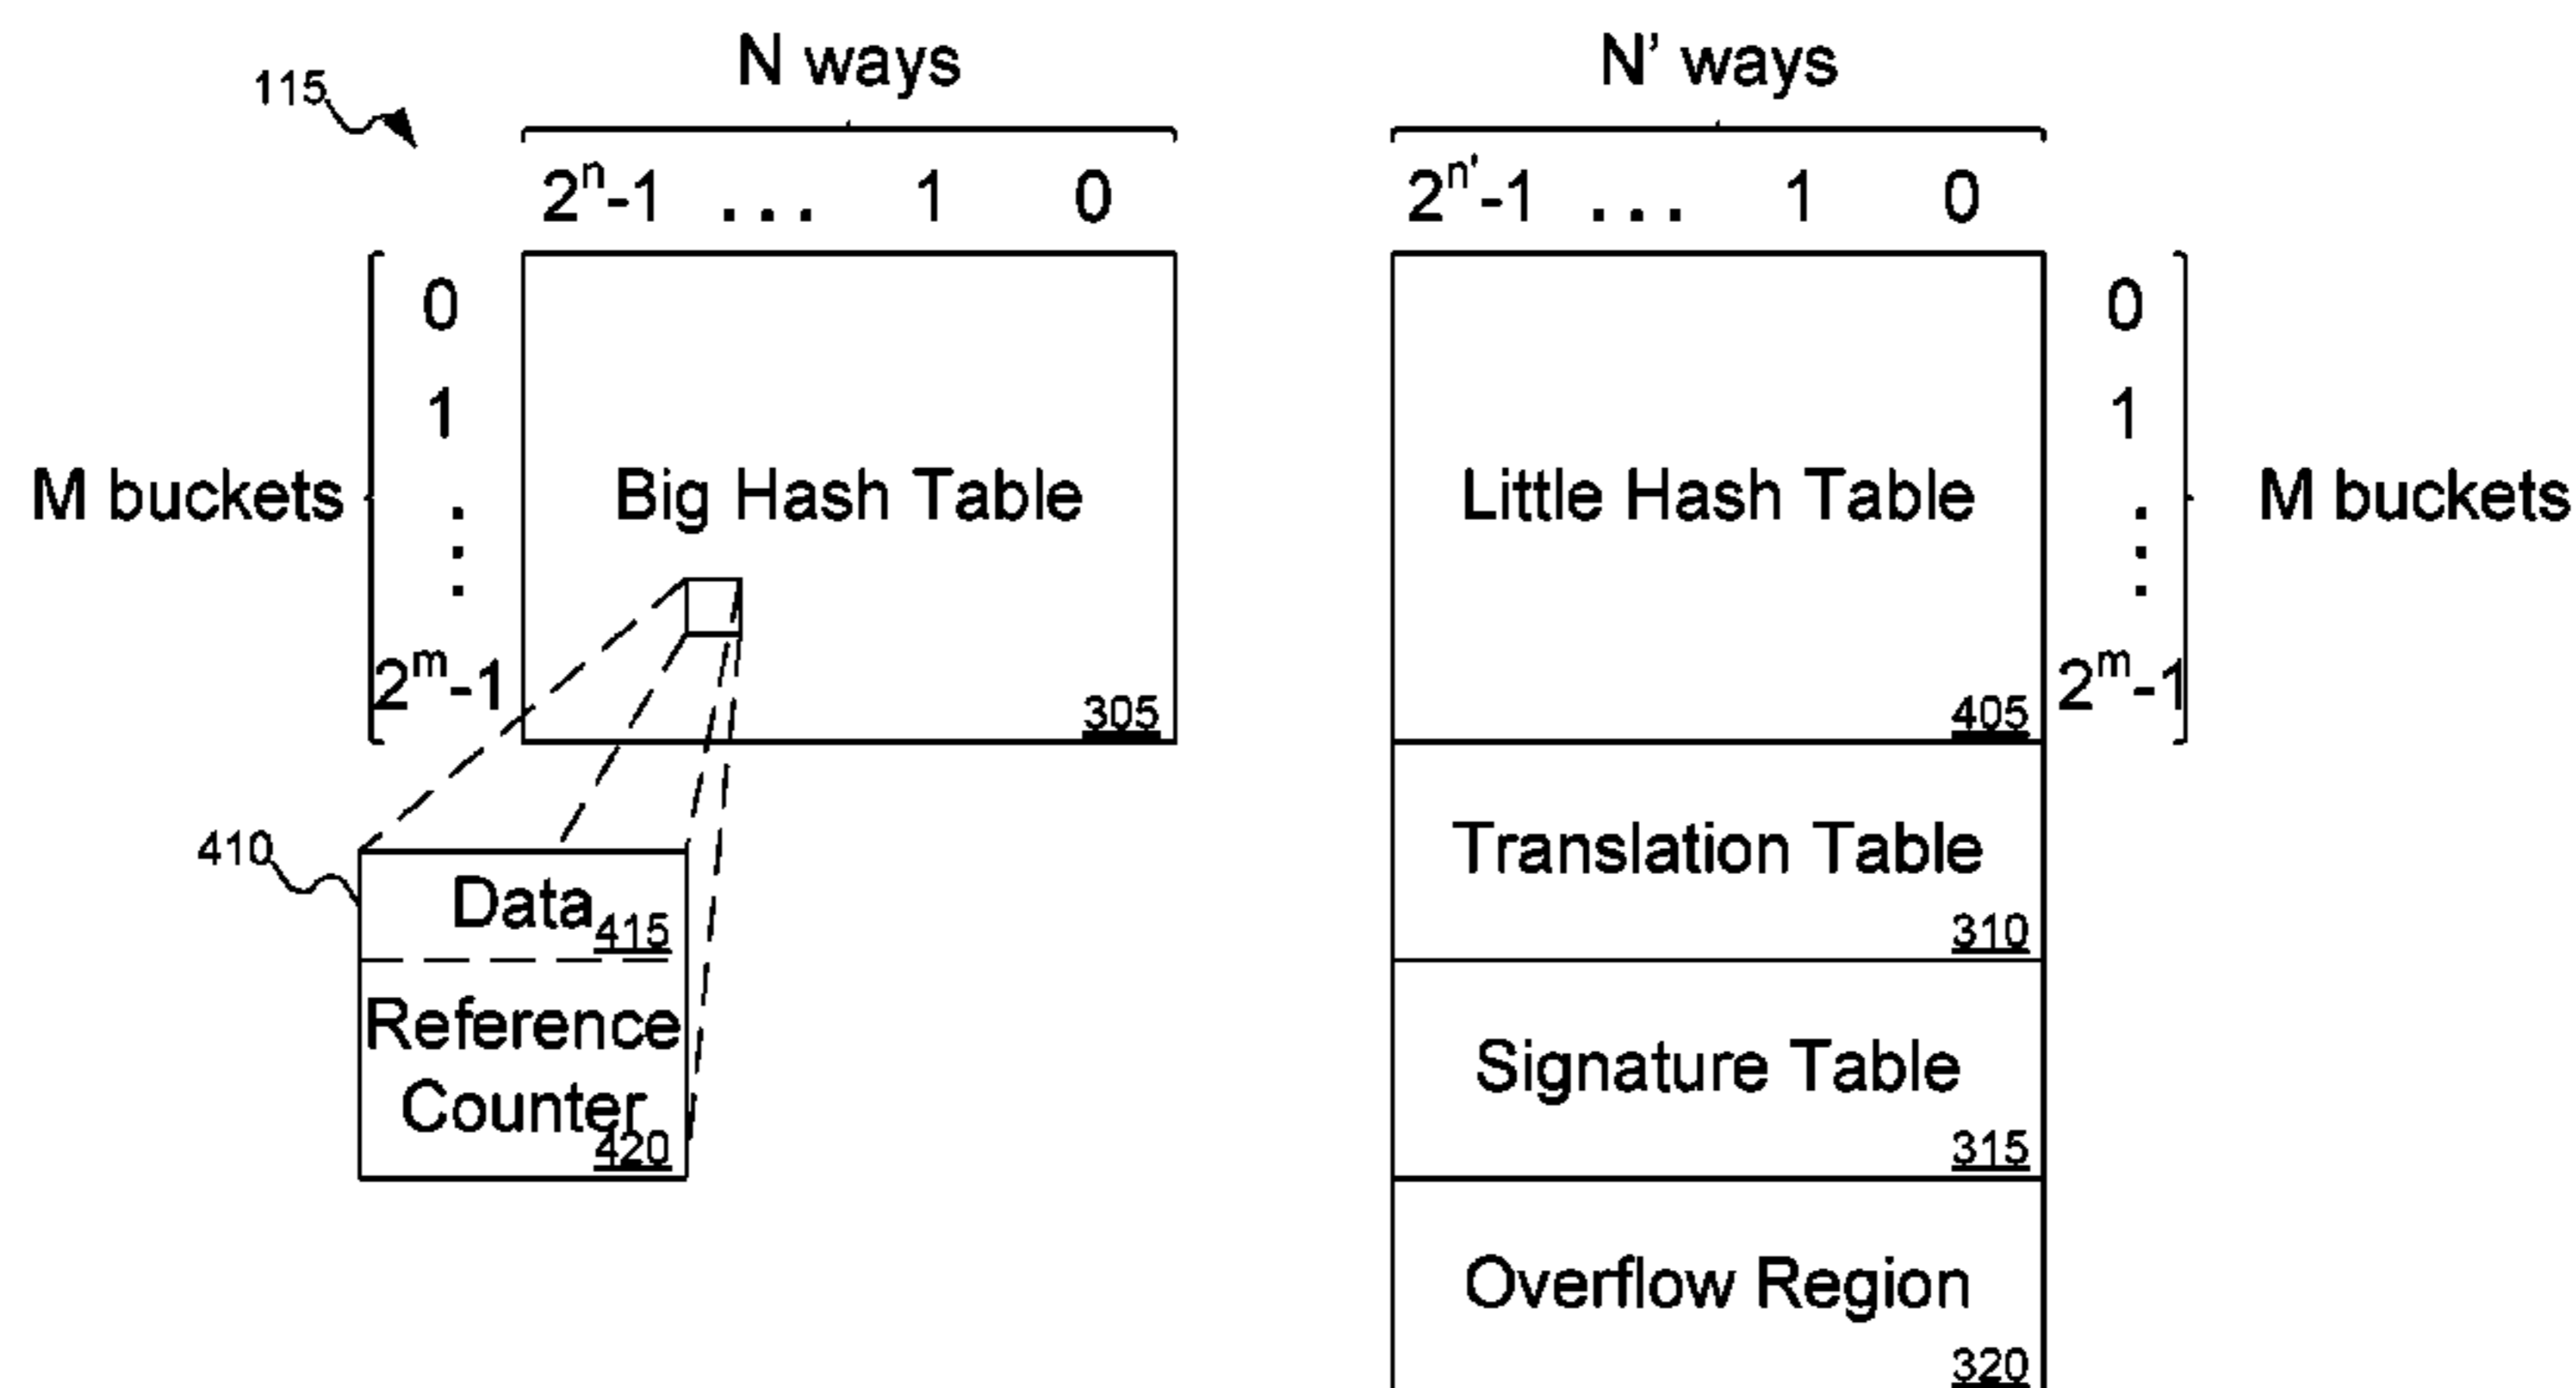 N ways
N' ways
115
2^n-1 ... 1 0
2^n'-1 ... 1 0
M buckets
0
1
⋮
2^m-1
Big Hash Table
305
Little Hash Table
405
0
1
⋮
2^m-1
M buckets
410
Data
415
Reference
Counter
420
Translation Table
310
Signature Table
315
Overflow Region
320